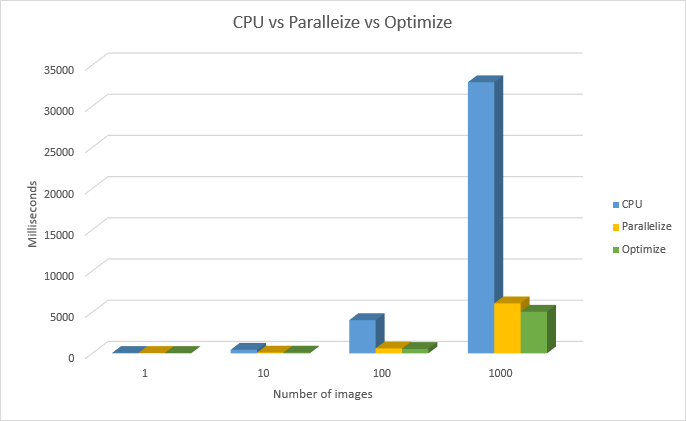 CPU vs Paralleize vs Optimize
35000
30000
25000
20000
15000
10000
5000
0
Milliseconds
1 10 100 1000
Number of images
CPU
Parallelize
Optimize